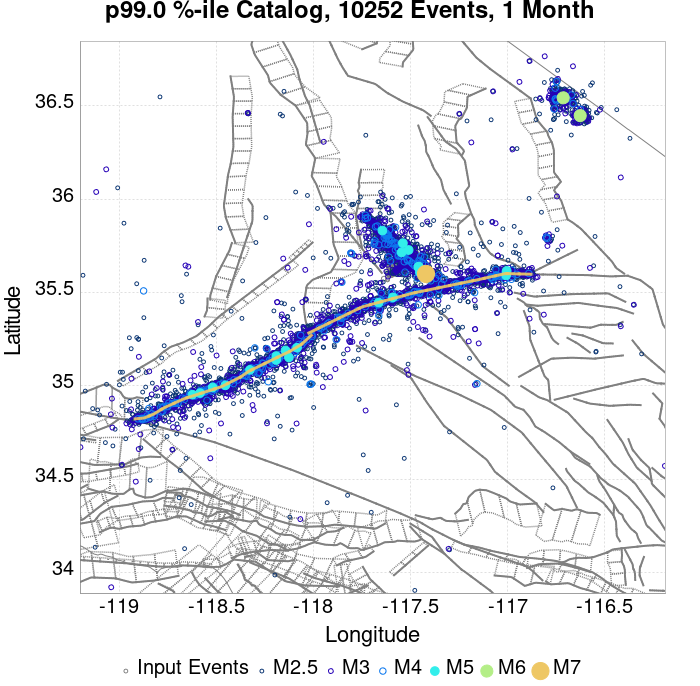 p99.0 %-ile Catalog, 10252 Events, 1 Month
36.5
36
35.5
35
34.5
34
Latitude
-119
-118.5
-118
-117.5
-117
-116.5
Longitude
Input Events
M2.5
M3
M4
M5
M6
M7